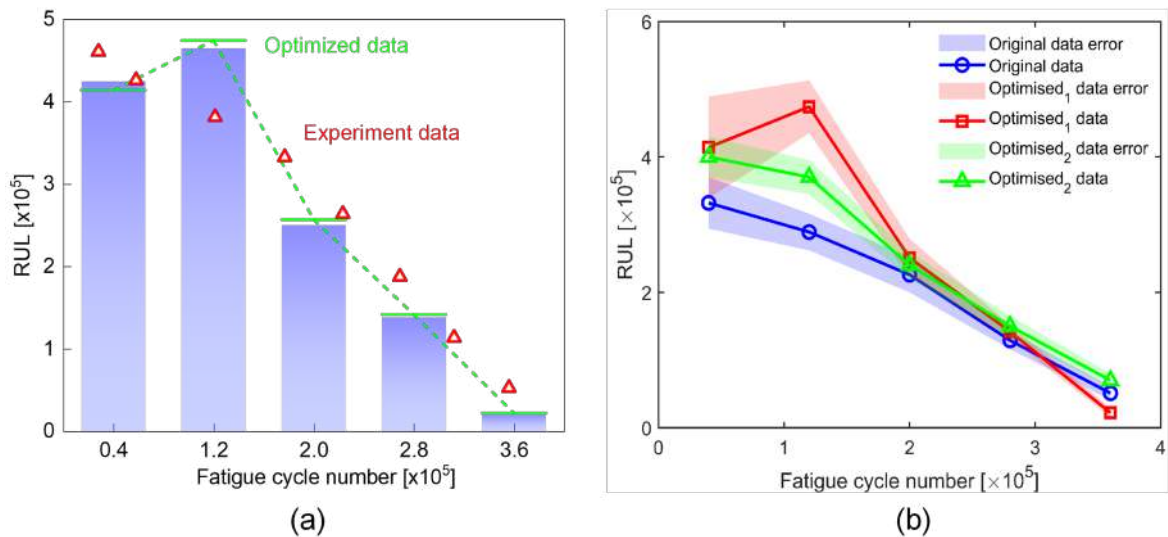 5
4
3
2
1
0
RUL [x10⁵]
Optimized data
Experiment data
0.4 1.2 2.0 2.8 3.6
Fatigue cycle number [x10⁵]
(a)
6
4
2
0
RUL [×10⁵]
Original data error
Original data
Optimised₁ data error
Optimised₁ data
Optimised₂ data error
Optimised₂ data
0 1 2 3 4
Fatigue cycle number [×10⁵]
(b)